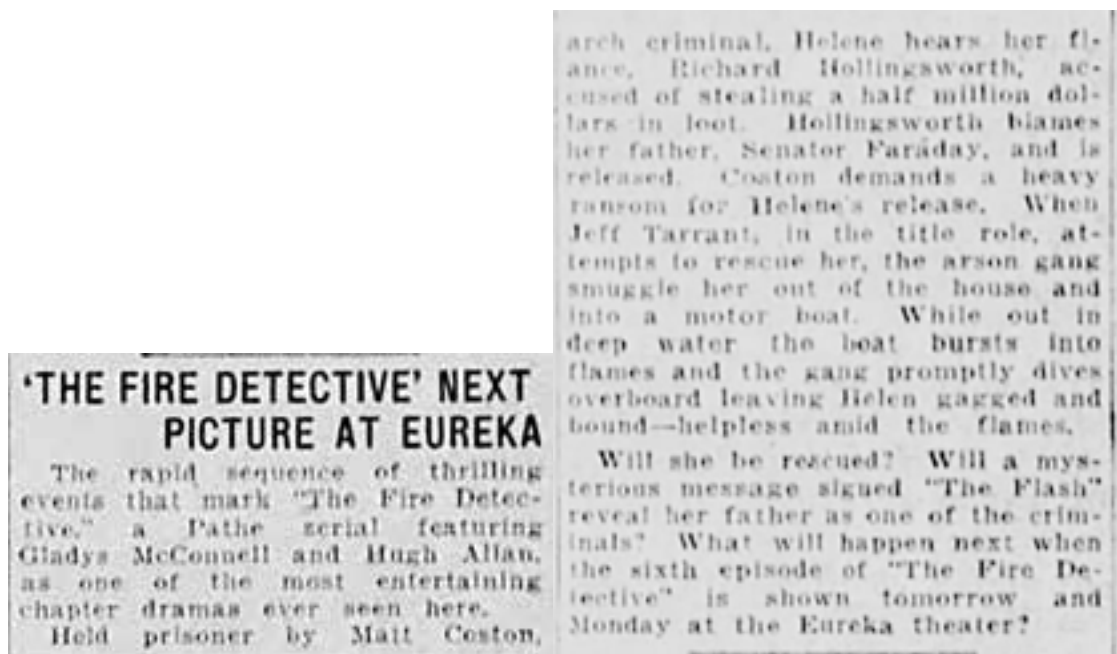 'THE FIRE DETECTIVE' NEXT
PICTURE AT EUREKA
The rapid sequence of thrilling
events that mark "The Fire Detec-
tive," a Pathe serial featuring
Gladys McConnell and Hugh Allan,
as one of the most entertaining
chapter dramas ever seen here.
Held prisoner by Matt Coston,
arch criminal, Helene hears her fi-
ance, Richard Hollingsworth, ac-
cused of stealing a half million dol-
lars in loot. Hollingsworth blames
her father, Senator Faraday, and is
released. Coston demands a heavy
ransom for Helene's release. When
Jeff Tarrant, in the title role, at-
tempts to rescue her, the arson gang
smuggle her out of the house and
into a motor boat. While out in
deep water the boat bursts into
flames and the gang promptly dives
overboard leaving Helen gagged and
bound—helpless amid the flames.
Will she be rescued? Will a mys-
terious message signed "The Flash"
reveal her father as one of the crim-
inals? What will happen next when
the sixth episode of "The Fire De-
tective" is shown tomorrow and
Monday at the Eureka theater?